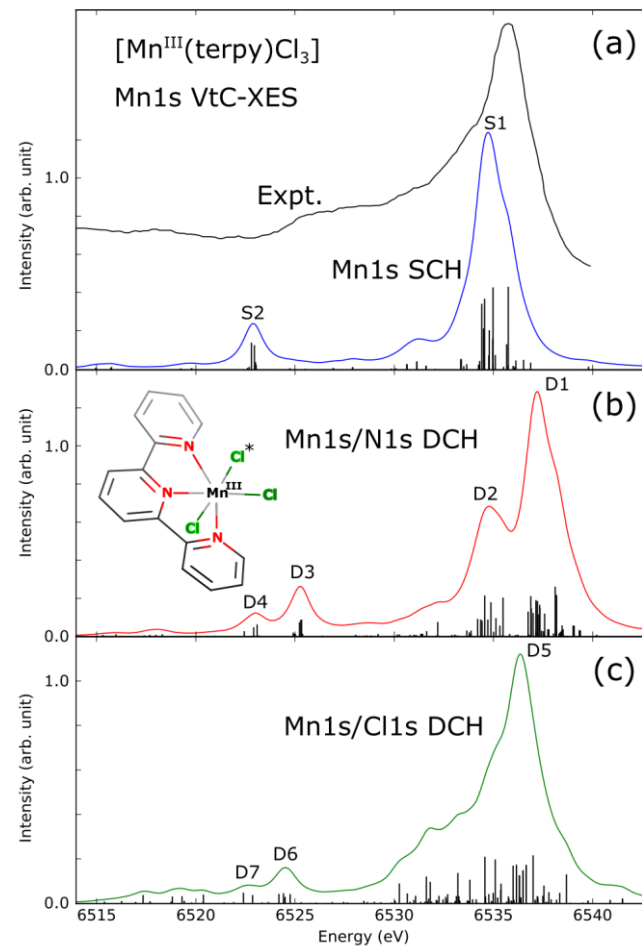 [Mn^III(terpy)Cl₃]
Mn1s VtC-XES
(a)
Expt.
S1
Mn1s SCH
S2
1.0
0.0
Intensity (arb. unit)
(b)
Mn1s/N1s DCH
D1
D2
D3
D4
N
Cl*
Mn^III
N
Cl
Cl
N
1.0
0.0
Intensity (arb. unit)
(c)
Mn1s/Cl1s DCH
D5
D7
D6
1.0
0.0
Intensity (arb. unit)
6515
6520
6525
6530
6535
6540
Energy (eV)